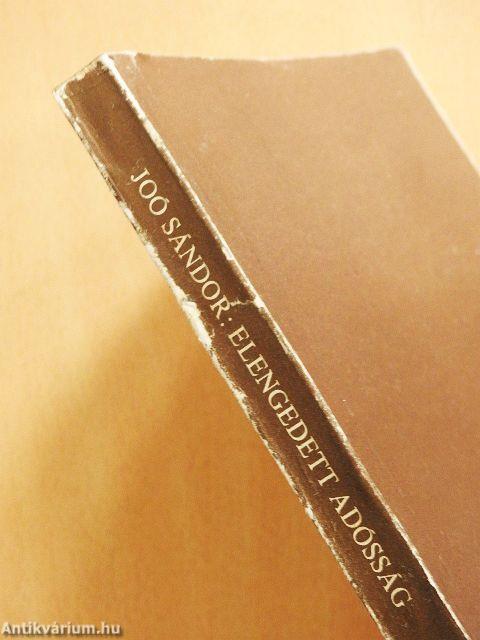 JOÓ SÁNDOR: ELENGEDETT ADÓSSÁG
Antikvárium.hu